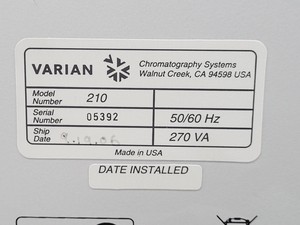 VARIAN
Chromatography Systems
Walnut Creek, CA 94598 USA
Model Number 210
Serial Number 05392 50/60 Hz
Ship Date 270 VA
Made in USA
DATE INSTALLED